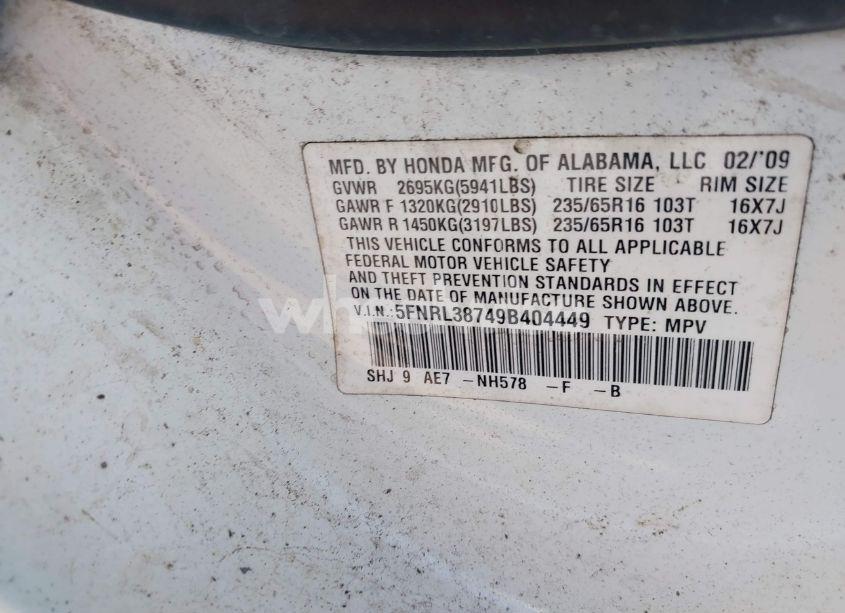 MFD. BY HONDA MFG. OF ALABAMA, LLC 02/'09
GVWR 2695KG(5941LBS) TIRE SIZE RIM SIZE
GAWR F 1320KG(2910LBS) 235/65R16 103T 16X7J
GAWR R 1450KG(3197LBS) 235/65R16 103T 16X7J
THIS VEHICLE CONFORMS TO ALL APPLICABLE
FEDERAL MOTOR VEHICLE SAFETY
AND THEFT PREVENTION STANDARDS IN EFFECT
ON THE DATE OF MANUFACTURE SHOWN ABOVE.
V.I.N.: 5FNRL38749B404449 TYPE: MPV
SHJ 9 AE7 -NH578 -F -B